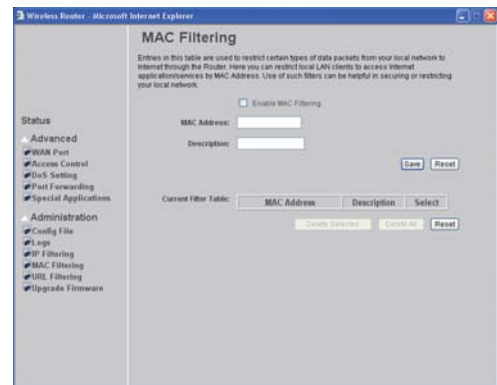 Wireless Router - Microsoft Internet Explorer
MAC Filtering
Entries in this table are used to restrict certain types of data packets from your local network to
Internet through the Router. Here you can restrict local LAN clients to access Internet
application/services by MAC Address. Use of such filters can be helpful in securing or restricting
your local network.
Enable MAC Filtering
MAC Address:
Description:
Save Reset
Current Filter Table:
MAC Address Description Select
Delete Selected Delete All Reset
Status
Advanced
WAN Port
Access Control
DoS Setting
Port Forwarding
Special Applications
Administration
Config File
Logs
IP Filtering
MAC Filtering
URL Filtering
Upgrade Firmware